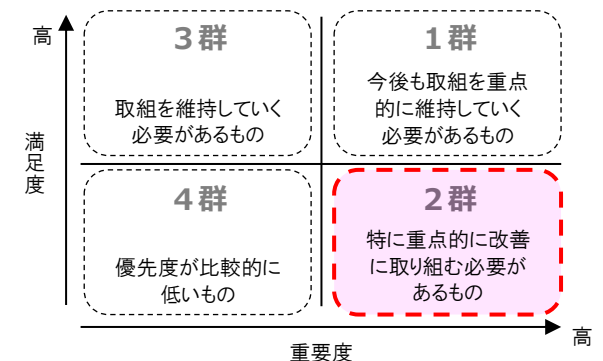 高
満足度
3群
取組を維持していく
必要があるもの
1群
今後も取組を重点
的に維持していく
必要があるもの
4群
優先度が比較的に
低いもの
2群
特に重点的に改善
に取り組む必要が
あるもの
高
重要度